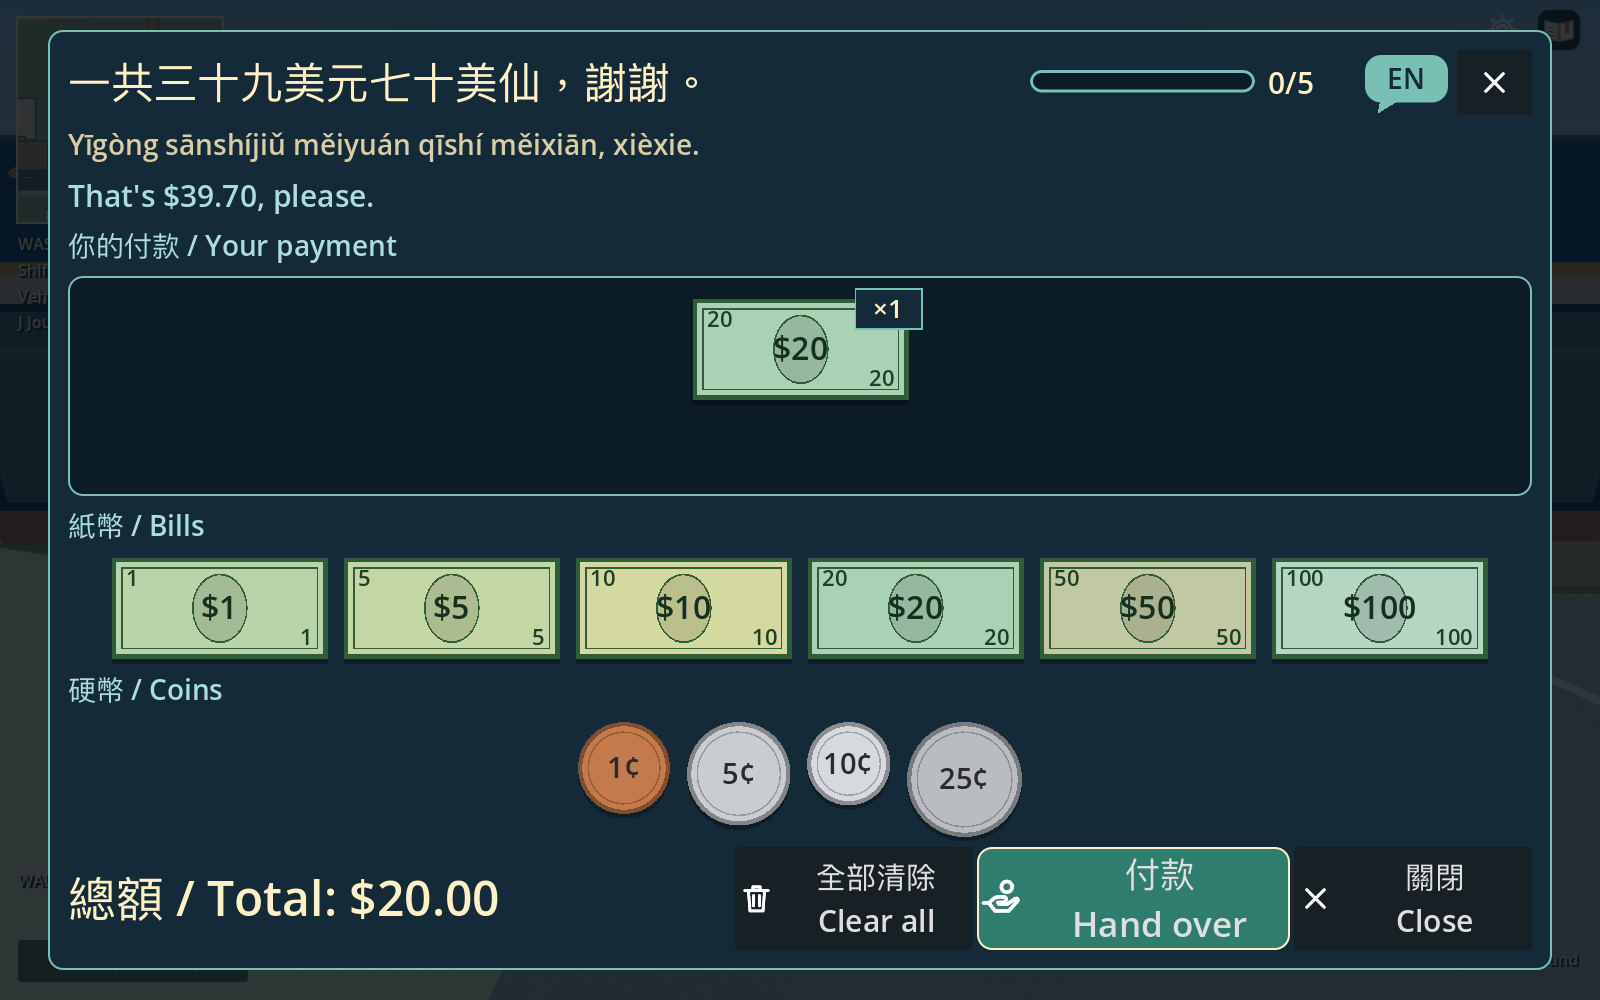 一共三十九美元七十美仙，謝謝。
0/5
EN
Yīgòng sānshíjiǔ měiyuán qīshí měixiān, xièxie.
That's $39.70, please.
你的付款 / Your payment
×1
20
$20
20
紙幣 / Bills
1
$1
1
5
$5
5
10
$10
10
20
$20
20
50
$50
50
100
$100
100
硬幣 / Coins
1¢
5¢
10¢
25¢
總額 / Total: $20.00
全部清除
Clear all
付款
Hand over
關閉
Close